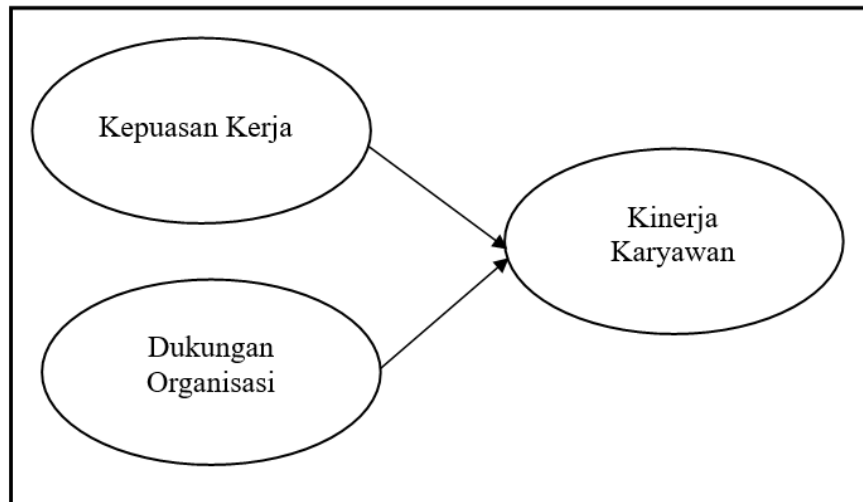 Kepuasan Kerja
Kinerja
Karyawan
Dukungan
Organisasi